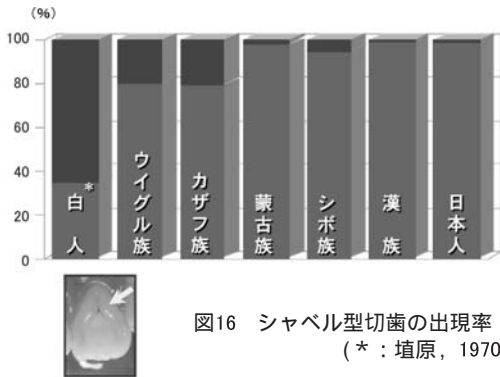 (%)
100
80
60
40
20
0
白人*
ウイグル族
カザフ族
蒙古族
シボ族
漢族
日本人
図16 シャベル型切歯の出現率
(*:埴原,1970